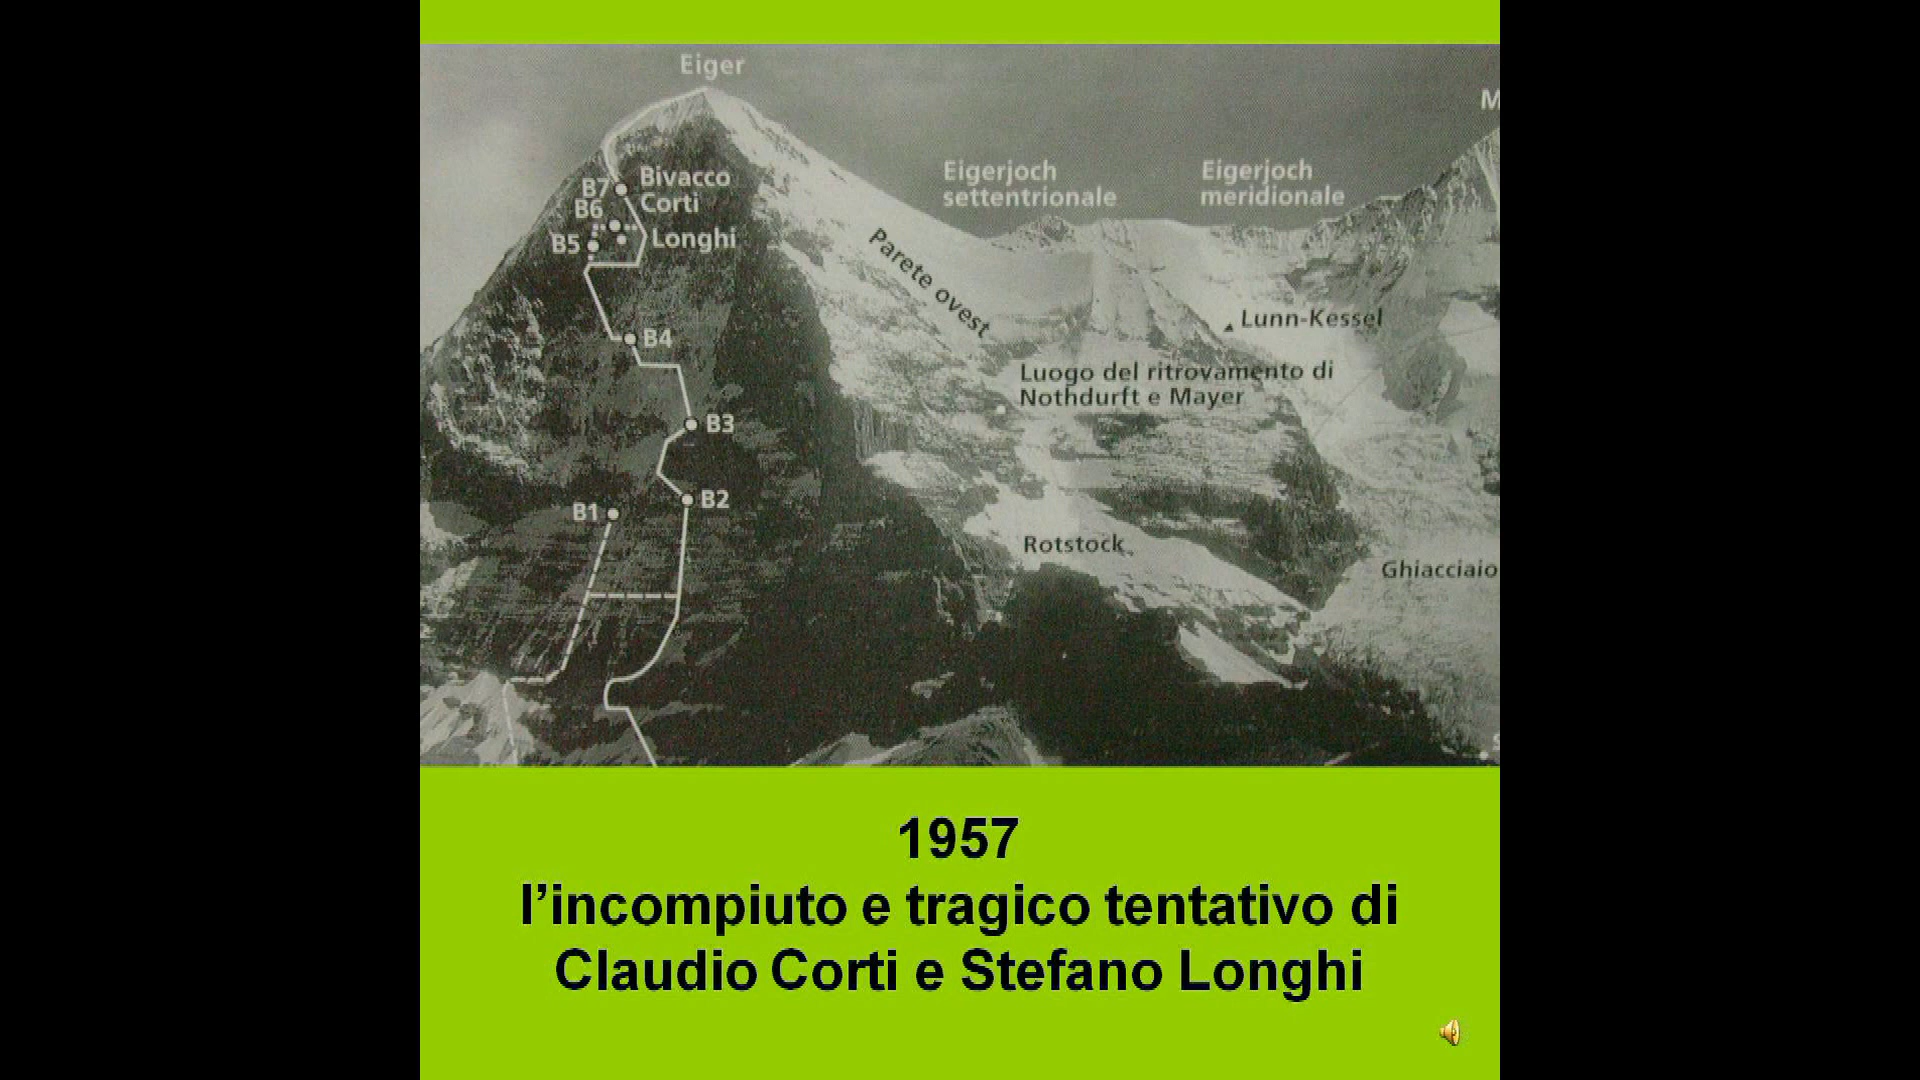 Eiger
M
Eigerjoch
settentrionale
Eigerjoch
meridionale
B7
Bivacco
Corti
B6
B5
Longhi
Parete ovest
Lunn-Kessel
B4
Luogo del ritrovamento di
Nothdurft e Mayer
B3
B2
B1
Rotstock
Ghiacciaio
1957
l’incompiuto e tragico tentativo di
Claudio Corti e Stefano Longhi